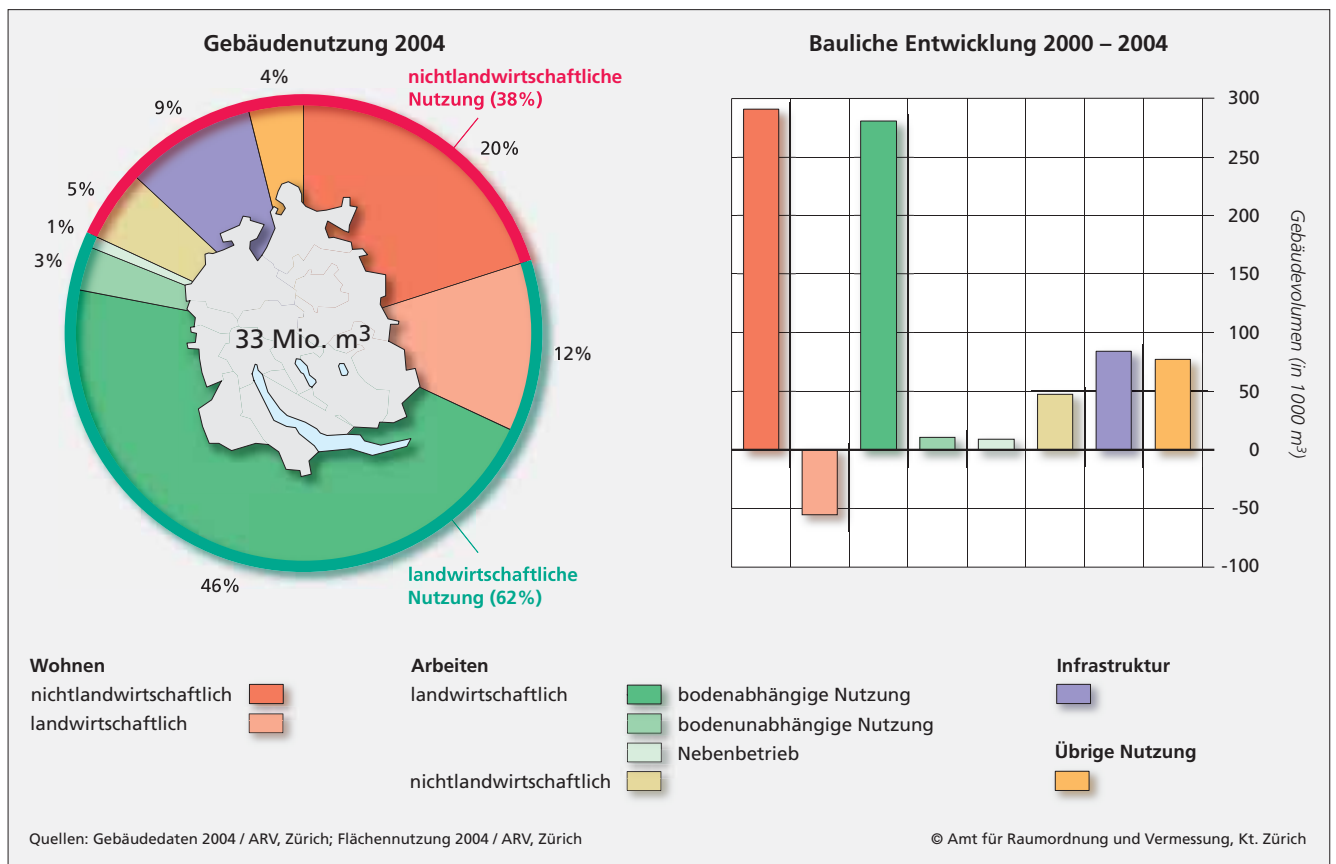 Gebäudenutzung 2004
4%
9%
5%
1%
3%
nichtlandwirtschaftliche
Nutzung (38%)
20%
33 Mio. m³
12%
46%
landwirtschaftliche
Nutzung (62%)
Bauliche Entwicklung 2000 – 2004
300
250
200
150
100
50
0
-50
-100
Gebäudevolumen (in 1000 m³)
Wohnen
nichtlandwirtschaftlich
landwirtschaftlich
Arbeiten
landwirtschaftlich
bodenabhängige Nutzung
bodenunabhängige Nutzung
Nebenbetrieb
nichtlandwirtschaftlich
Infrastruktur
Übrige Nutzung
Quellen: Gebäudedaten 2004 / ARV, Zürich; Flächennutzung 2004 / ARV, Zürich
© Amt für Raumordnung und Vermessung, Kt. Zürich